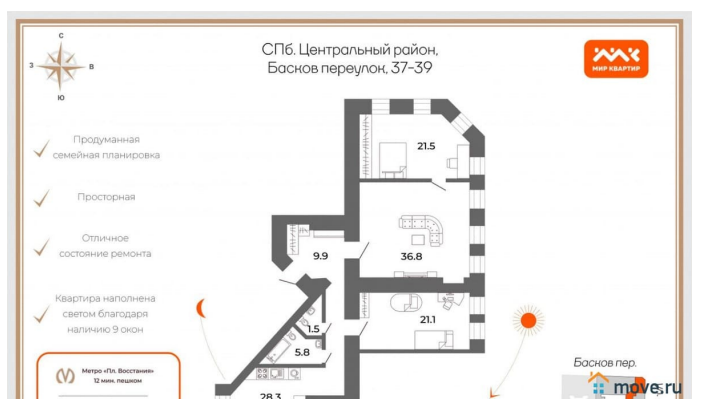 С
З
В
Ю
СПб. Центральный район,
Басков переулок, 37-39
МИР КВАРТИР
Продуманная
семейная планировка
Просторная
Отличное
состояние ремонта
Квартира наполнена
светом благодаря
наличию 9 окон
21.5
9.9
36.8
1.5
21.1
5.8
28.3
Метро «Пл. Восстания»
12 мин. пешком
Басков пер.
move.ru